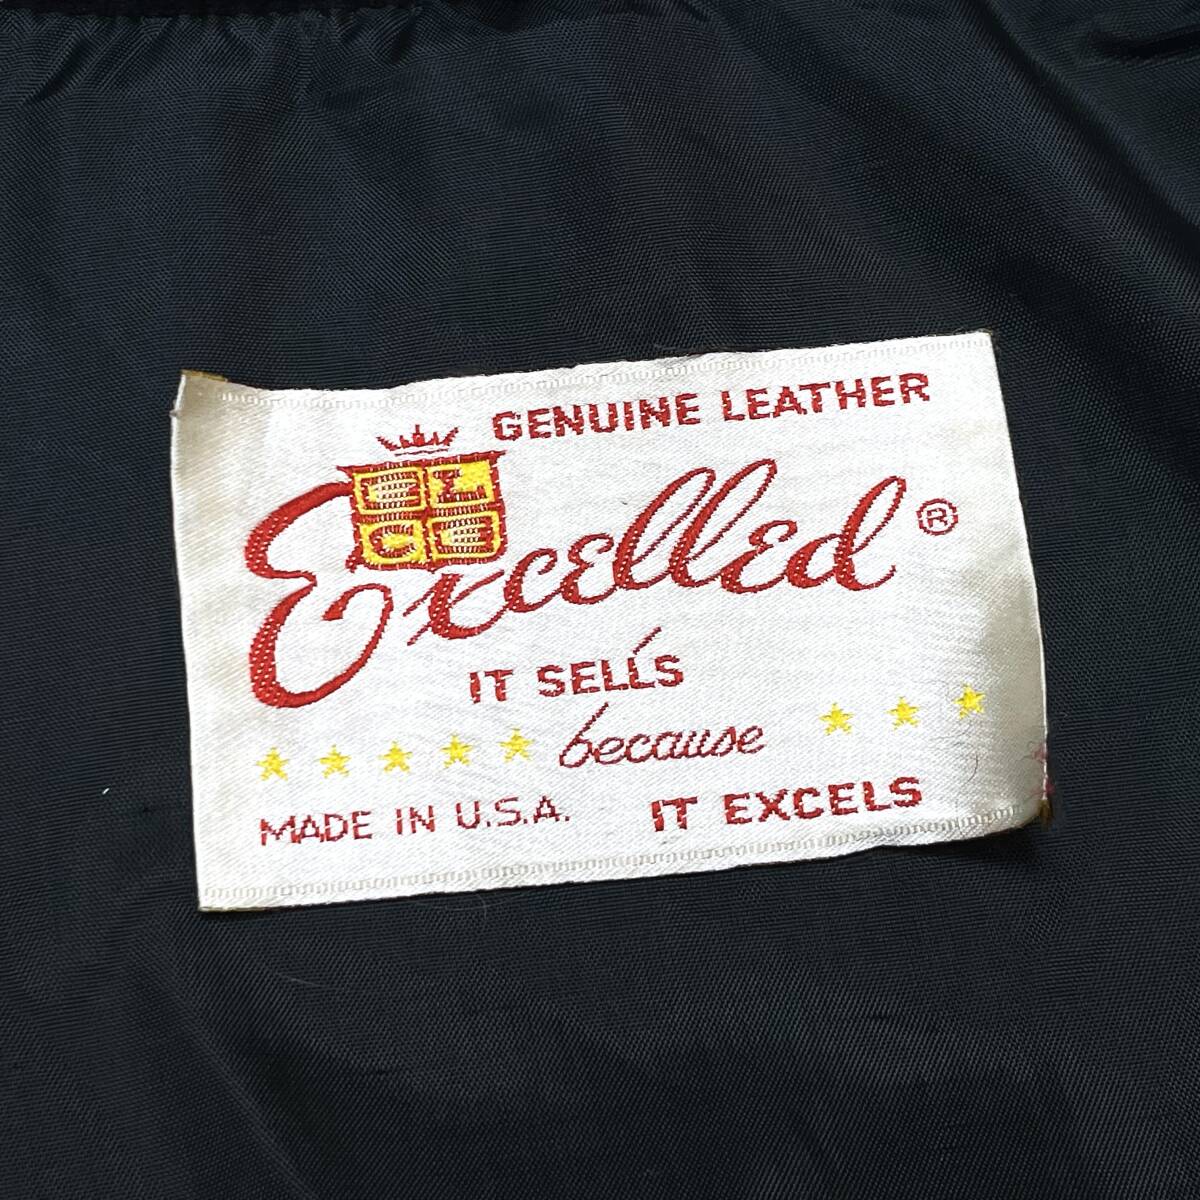 GENUINE LEATHER
Excelled®
IT SELLS
because
MADE IN U.S.A. IT EXCELS